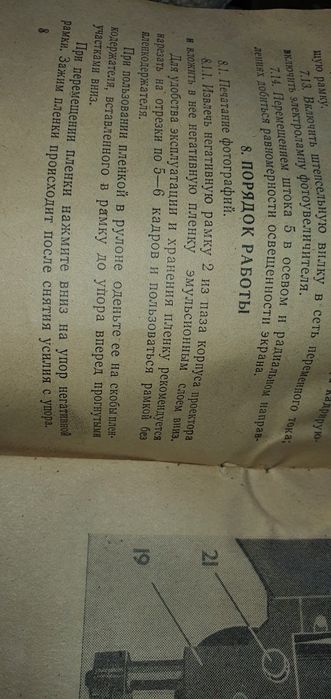 щую рамку.
7.13. Включить штепсельную вилку в сеть переменного тока;
включить электролампу фотоувеличителя.
7.14. Перемещением штока 5 в осевом и радиальном направ-
лениях добиться равномерности освещенности экрана.
8. ПОРЯДОК РАБОТЫ
8.1. Печатание фотографий.
8.1.1. Извлечь негативную рамку 2 из паза корпуса проектора
и вложить в нее негативную пленку эмульсионным слоем вниз.
Для удобства эксплуатации и хранения пленку рекомендуется
нарезать на отрезки по 5—6 кадров и пользоваться рамкой без
пленкодержателя.
При пользовании пленкой в рулоне оденьте ее на скобы плен-
кодержателя, вставленного в рамку до упора вперед прогнутыми
участками вниз.
При перемещении пленки нажмите вниз на упор негативной
рамки. Зажим пленки происходит после снятия усилия с упора.
8
21
19